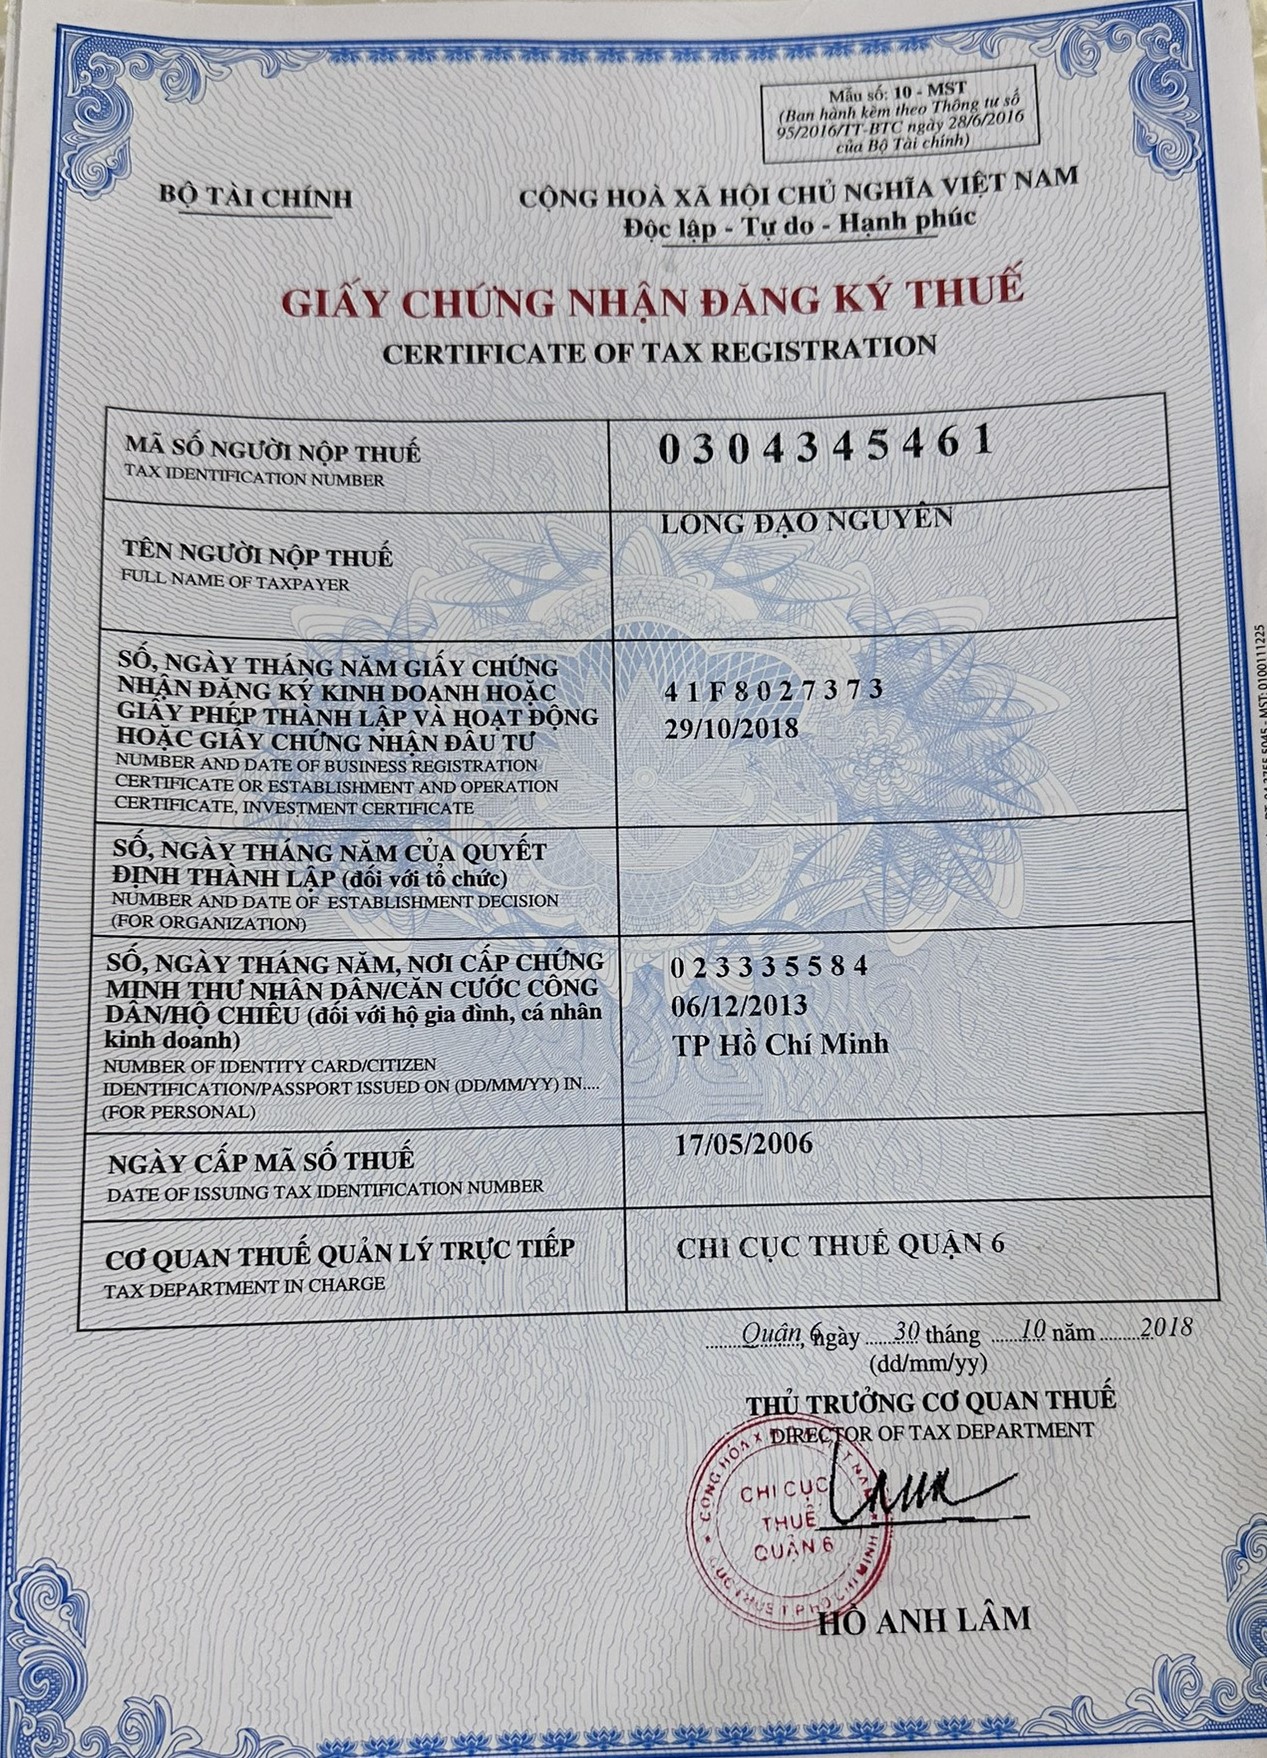 Mẫu số: 10 - MST
(Ban hành kèm theo Thông tư số
95/2016/TT-BTC ngày 28/6/2016
của Bộ Tài chính)
BỘ TÀI CHÍNH
CỘNG HOÀ XÃ HỘI CHỦ NGHĨA VIỆT NAM
Độc lập - Tự do - Hạnh phúc
GIẤY CHỨNG NHẬN ĐĂNG KÝ THUẾ
CERTIFICATE OF TAX REGISTRATION
MÃ SỐ NGƯỜI NỘP THUẾ
TAX IDENTIFICATION NUMBER
0304345461
TÊN NGƯỜI NỘP THUẾ
FULL NAME OF TAXPAYER
LONG ĐẠO NGUYÊN
SỐ, NGÀY THÁNG NĂM GIẤY CHỨNG
NHẬN ĐĂNG KÝ KINH DOANH HOẶC
GIẤY PHÉP THÀNH LẬP VÀ HOẠT ĐỘNG
HOẶC GIẤY CHỨNG NHẬN ĐẦU TƯ
NUMBER AND DATE OF BUSINESS REGISTRATION
CERTIFICATE OR ESTABLISHMENT AND OPERATION
CERTIFICATE, INVESTMENT CERTIFICATE
41F8027373
29/10/2018
SỐ, NGÀY THÁNG NĂM CỦA QUYẾT
ĐỊNH THÀNH LẬP (đối với tổ chức)
NUMBER AND DATE OF ESTABLISHMENT DECISION
(FOR ORGANIZATION)
SỐ, NGÀY THÁNG NĂM, NƠI CẤP CHỨNG
MINH THƯ NHÂN DÂN/CĂN CƯỚC CÔNG
DÂN/HỘ CHIẾU (đối với hộ gia đình, cá nhân
kinh doanh)
NUMBER OF IDENTITY CARD/CITIZEN
IDENTIFICATION/PASSPORT ISSUED ON (DD/MM/YY) IN....
(FOR PERSONAL)
023335584
06/12/2013
TP Hồ Chí Minh
NGÀY CẤP MÃ SỐ THUẾ
DATE OF ISSUING TAX IDENTIFICATION NUMBER
17/05/2006
CƠ QUAN THUẾ QUẢN LÝ TRỰC TIẾP
TAX DEPARTMENT IN CHARGE
CHI CỤC THUẾ QUẬN 6
Quận 6, ngày 30 tháng 10 năm 2018
(dd/mm/yy)
THỦ TRƯỞNG CƠ QUAN THUẾ
DIRECTOR OF TAX DEPARTMENT
CHI CỤC
THUẾ
QUẬN 6
HỒ ANH LÂM
MST: 0100111225